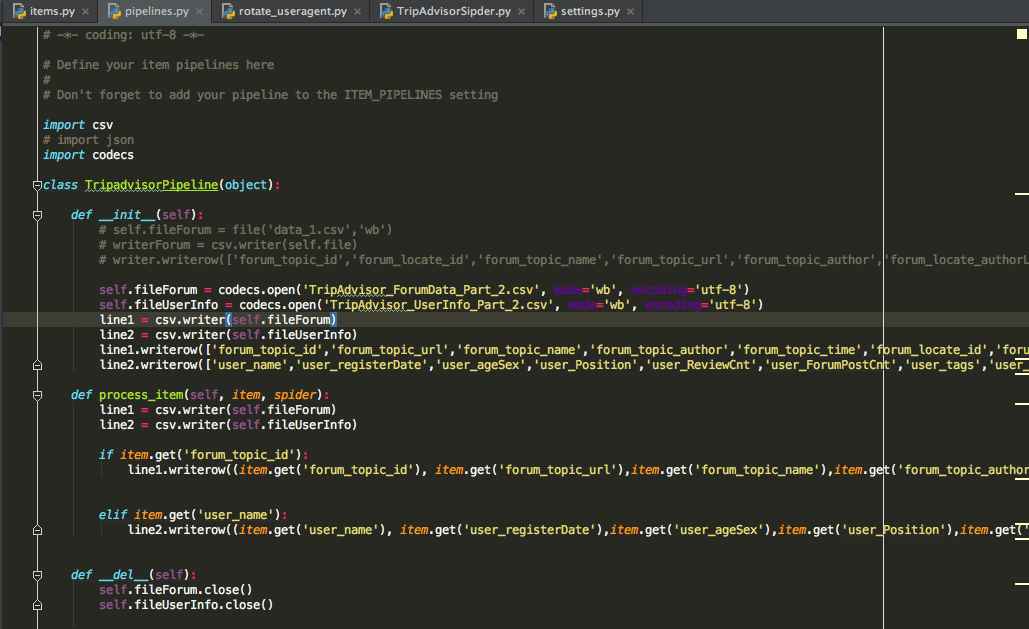 items.py × pipelines.py × rotate_useragent.py × TripAdvisorSipder.py × settings.py ×
# -*- coding: utf-8 -*-
# Define your item pipelines here
#
# Don't forget to add your pipeline to the ITEM_PIPELINES setting
import csv
# import json
import codecs
class TripadvisorPipeline(object):
def __init__(self):
# self.fileForum = file('data_1.csv','wb')
# writerForum = csv.writer(self.file)
# writer.writerow(['forum_topic_id','forum_locate_id','forum_topic_name','forum_topic_url','forum_topic_author','forum_locate_authorL
self.fileForum = codecs.open('TripAdvisor_ForumData_Part_2.csv', mode='wb', encoding='utf-8')
self.fileUserInfo = codecs.open('TripAdvisor_UserInfo_Part_2.csv', mode='wb', encoding='utf-8')
line1 = csv.writer(self.fileForum)
line2 = csv.writer(self.fileUserInfo)
line1.writerow(['forum_topic_id','forum_topic_url','forum_topic_name','forum_topic_author','forum_topic_time','forum_locate_id','foru
line2.writerow(['user_name','user_registerDate','user_ageSex','user_Position','user_ReviewCnt','user_ForumPostCnt','user_tags','user_
def process_item(self, item, spider):
line1 = csv.writer(self.fileForum)
line2 = csv.writer(self.fileUserInfo)
if item.get('forum_topic_id'):
line1.writerow((item.get('forum_topic_id'), item.get('forum_topic_url'),item.get('forum_topic_name'),item.get('forum_topic_author
elif item.get('user_name'):
line2.writerow((item.get('user_name'), item.get('user_registerDate'),item.get('user_ageSex'),item.get('user_Position'),item.get('
def __del__(self):
self.fileForum.close()
self.fileUserInfo.close()